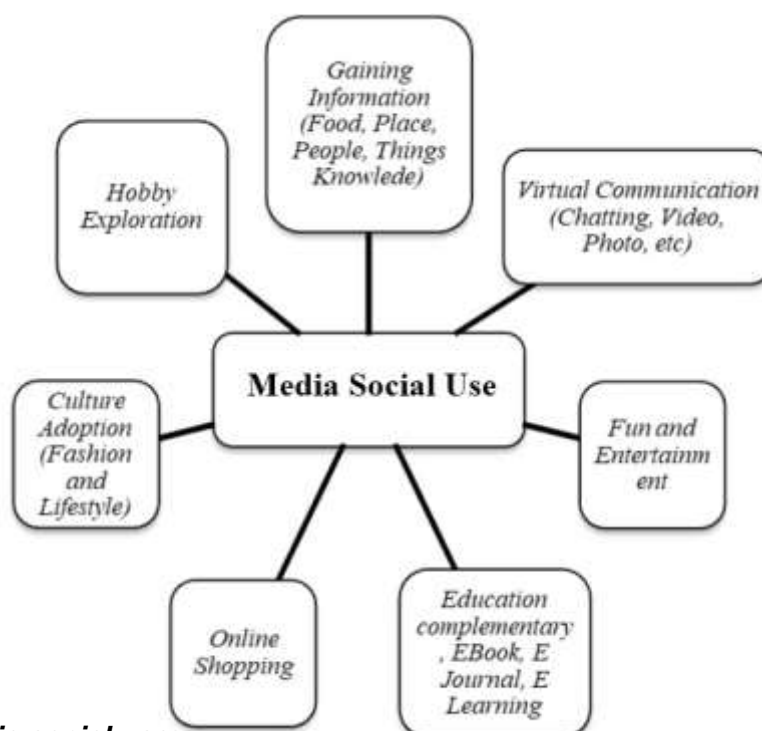 Gaining
Information
(Food, Place,
People, Things
Knowlede)
Hobby
Exploration
Virtual Communication
(Chatting, Video,
Photo, etc)
Media Social Use
Culture
Adoption
(Fashion
and
Lifestyle)
Fun and
Entertainm
ent
Online
Shopping
Education
complementary
, EBook, E
Journal, E
Learning